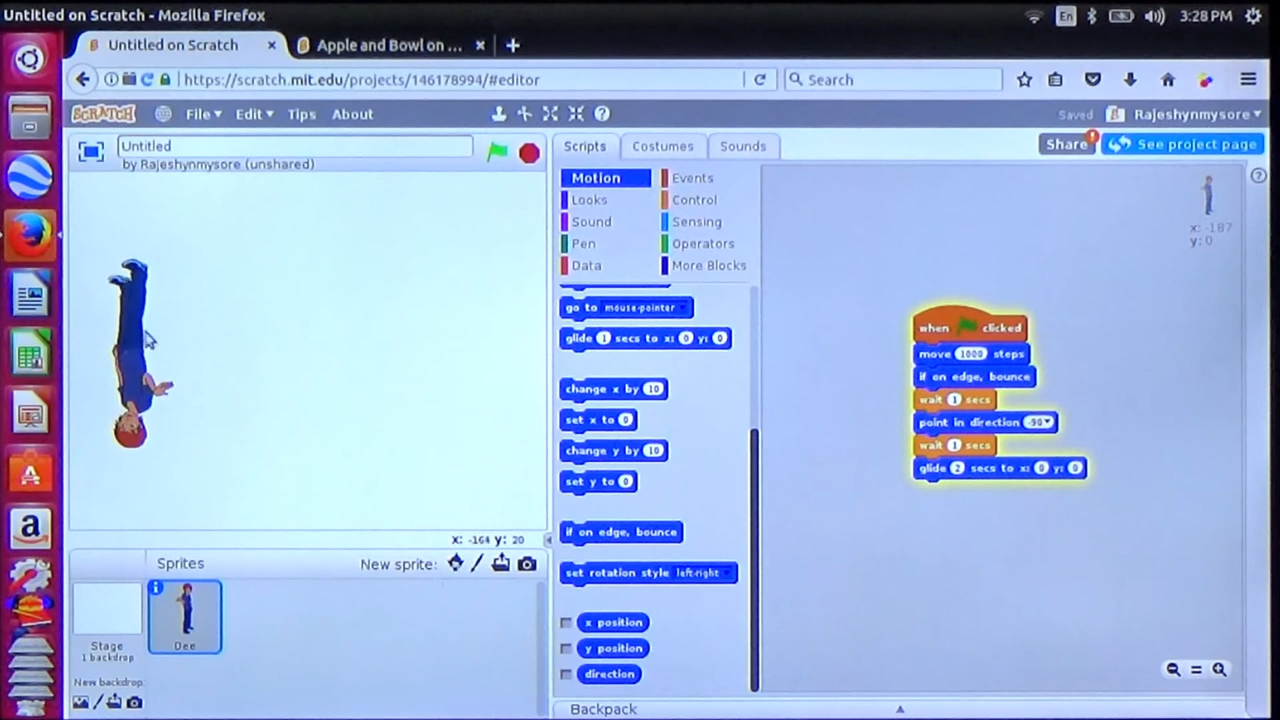 Untitled on Scratch - Mozilla Firefox
En
3:28 PM
Untitled on Scratch
Apple and Bowl on ...
https://scratch.mit.edu/projects/146178994/#editor
Search
SCRATCH
File
Edit
Tips
About
Saved
Rajeshynmysore
Untitled
by Rajeshynmysore (unshared)
Scripts
Costumes
Sounds
Share
See project page
Motion
Events
Looks
Control
Sound
Sensing
Pen
Operators
Data
More Blocks
go to mouse-pointer
glide 1 secs to x: 0 y: 0
change x by 10
set x to 0
change y by 10
set y to 0
if on edge, bounce
set rotation style left-right
x position
y position
direction
x: -187
y: 0
when clicked
move 1000 steps
if on edge, bounce
wait 1 secs
point in direction -90
wait 1 secs
glide 2 secs to x: 0 y: 0
x: -164 y: 20
Sprites
New sprite:
Stage
1 backdrop
Dee
New backdrop:
Backpack